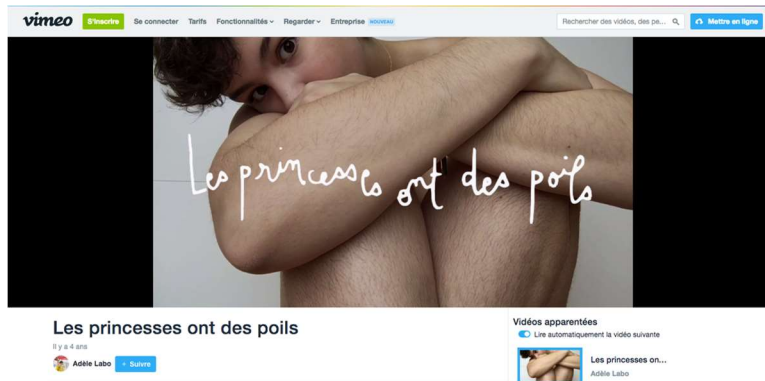 vimeo S'inscrire Se connecter Tarifs Fonctionnalités Regarder Entreprise NOUVEAU Rechercher des vidéos, des pe... Mettre en ligne
Les princesses ont des poils
Les princesses ont des poils
Il y a 4 ans
Adèle Labo + Suivre
Vidéos apparentées
Lire automatiquement la vidéo suivante
Les princesses on...
Adèle Labo